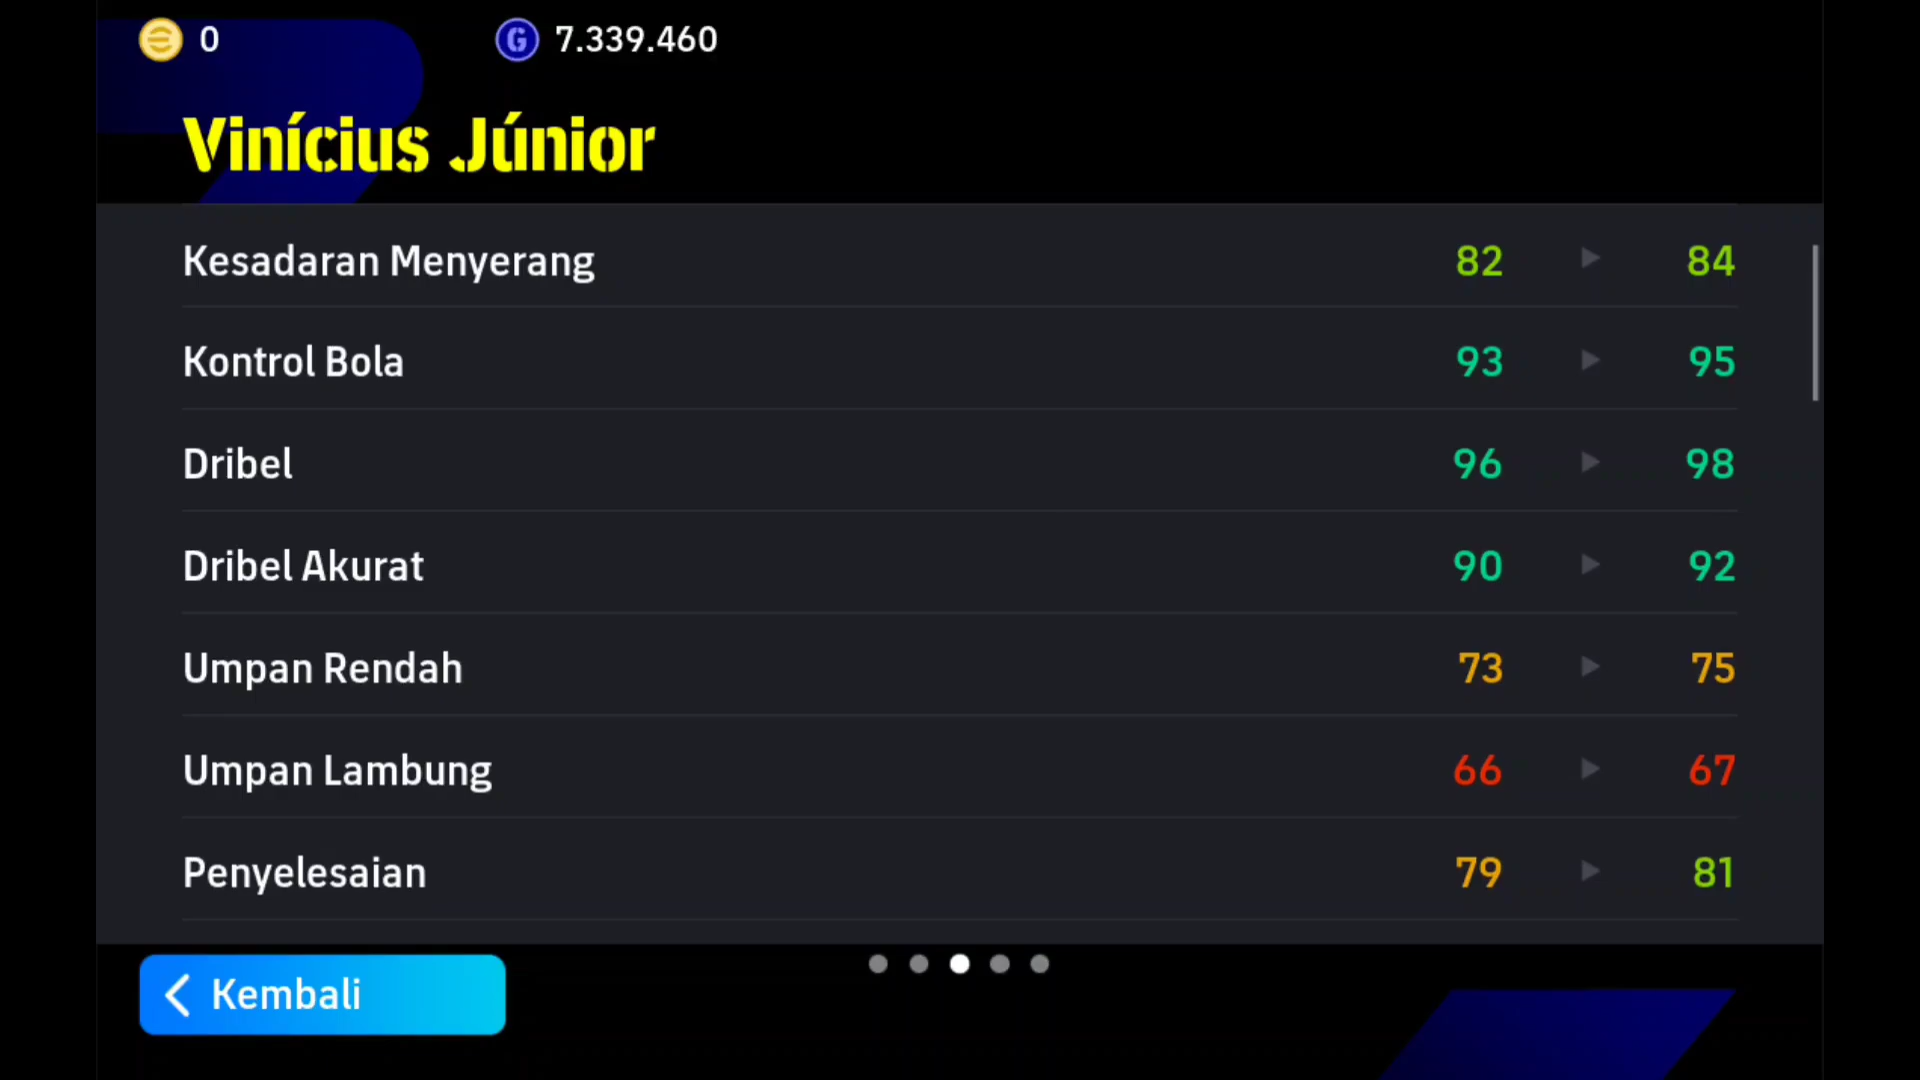 0 G 7.339.460
Vinícius Júnior
Kesadaran Menyerang 82 84
Kontrol Bola 93 95
Dribel 96 98
Dribel Akurat 90 92
Umpan Rendah 73 75
Umpan Lambung 66 67
Penyelesaian 79 81
Kembali